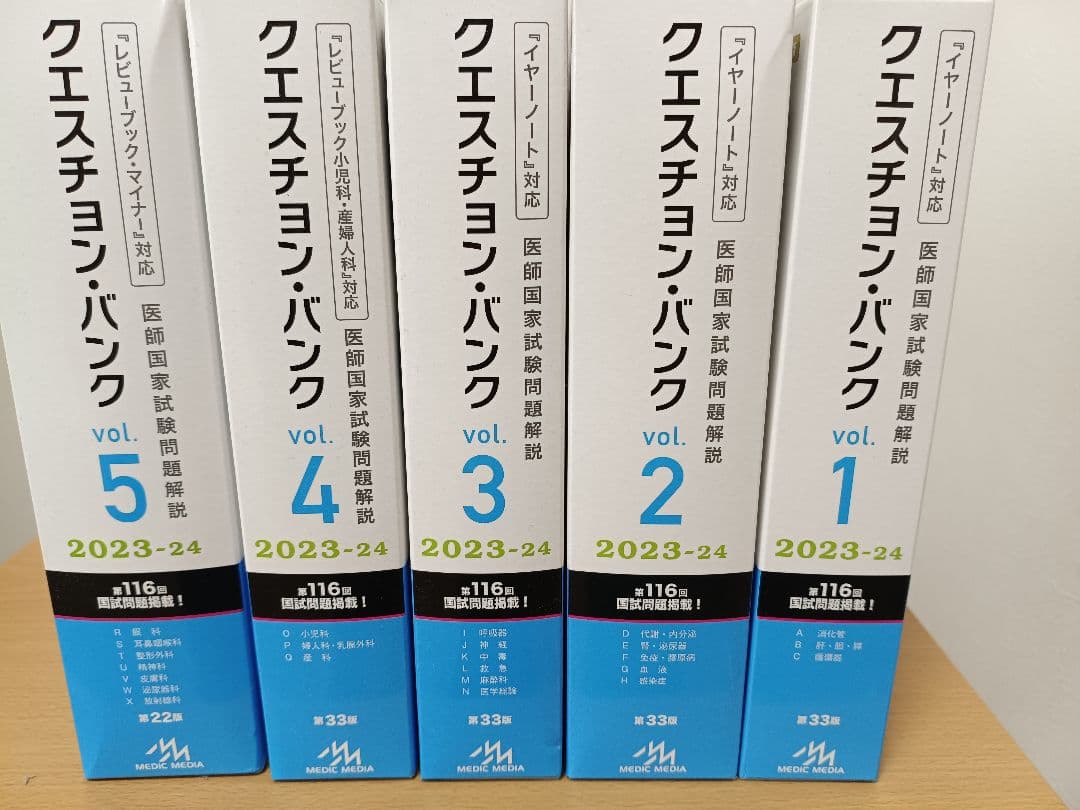 『レビューブック・マイナー』対応
クエスチョン・バンク
医師国家試験問題解説
vol.
5
2023-24
第116回
国試問題掲載!
R 眼科
S 耳鼻咽喉科
T 整形外科
U 精神科
V 皮膚科
W 泌尿器科
X 放射線科
第22版
MEDIC MEDIA
『レビューブック小児科・産婦人科』対応
クエスチョン・バンク
医師国家試験問題解説
vol.
4
2023-24
第116回
国試問題掲載!
O 小児科
P 婦人科・乳腺外科
Q 産科
第33版
MEDIC MEDIA
『イヤーノート』対応
クエスチョン・バンク
医師国家試験問題解説
vol.
3
2023-24
第116回
国試問題掲載!
I 呼吸器
J 神経
K 中毒
L 救急
M 麻酔科
N 医学総論
第33版
MEDIC MEDIA
『イヤーノート』対応
クエスチョン・バンク
医師国家試験問題解説
vol.
2
2023-24
第116回
国試問題掲載!
D 代謝・内分泌
E 腎・泌尿器
F 免疫・膠原病
G 血液
H 感染症
第33版
MEDIC MEDIA
『イヤーノート』対応
クエスチョン・バンク
医師国家試験問題解説
vol.
1
2023-24
第116回
国試問題掲載!
A 消化管
B 肝・胆・膵
C 循環器
第33版
MEDIC MEDIA